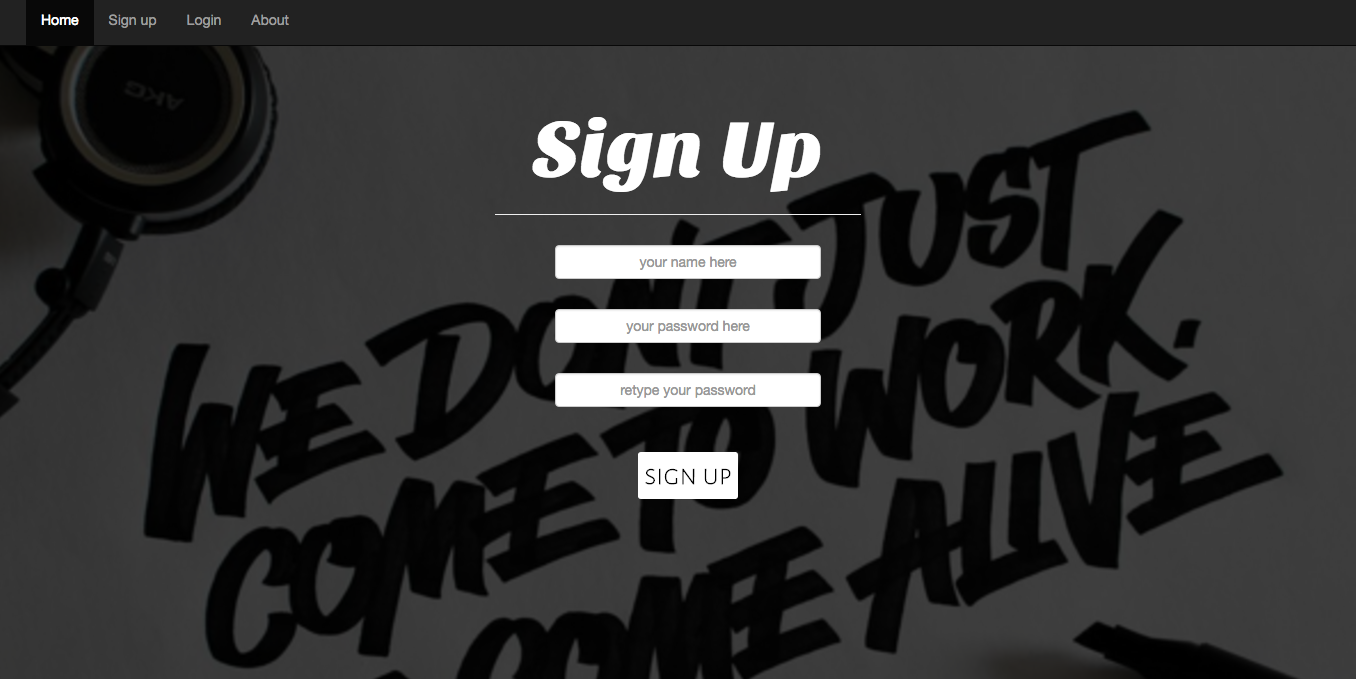 Home Sign up Login About
AKG
Sign Up
your name here
your password here
retype your password
SIGN UP
WE DON'T JUST
COME TO WORK.
COME ALIVE